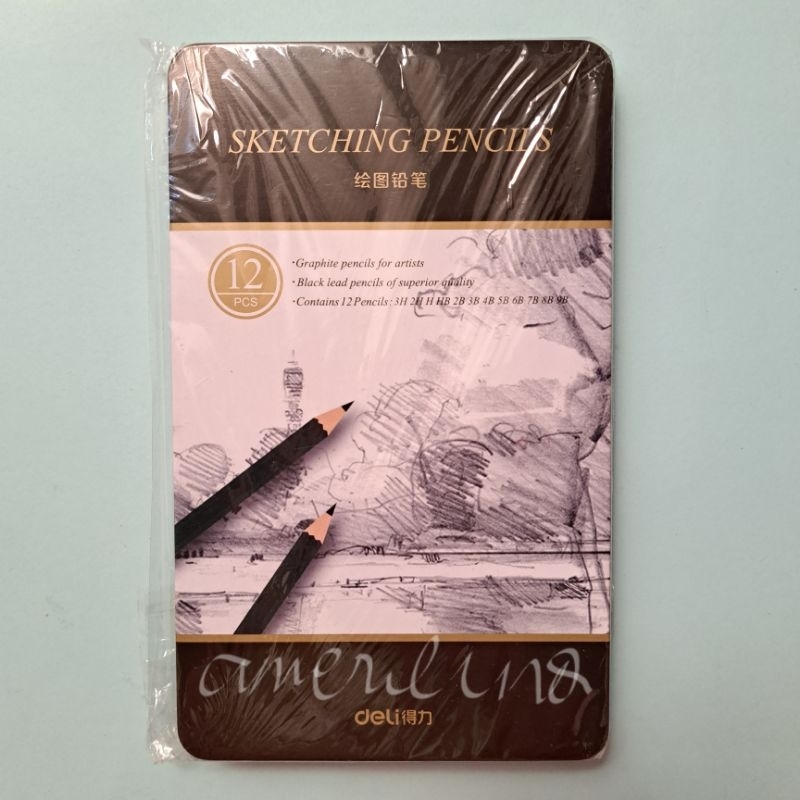 SKETCHING PENCILS
绘图铅笔
12
PCS
·Graphite pencils for artists
·Black lead pencils of superior quality
·Contains 12 Pencils : 3H 2H H HB 2B 3B 4B 5B 6B 7B 8B 9B
deli得力